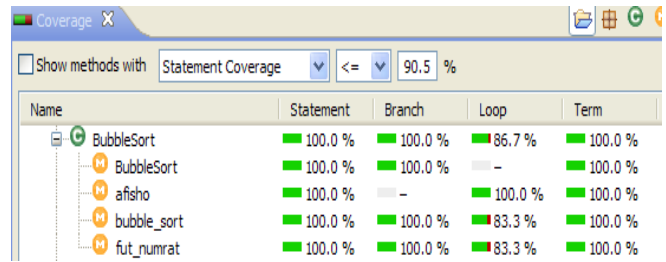 Coverage
Show methods with Statement Coverage <= 90.5 %
Name Statement Branch Loop Term
BubbleSort 100.0 % 100.0 % 86.7 % 100.0 %
BubbleSort 100.0 % 100.0 % – 100.0 %
afisho 100.0 % – 100.0 % 100.0 %
bubble_sort 100.0 % 100.0 % 83.3 % 100.0 %
fut_numrat 100.0 % 100.0 % 83.3 % 100.0 %